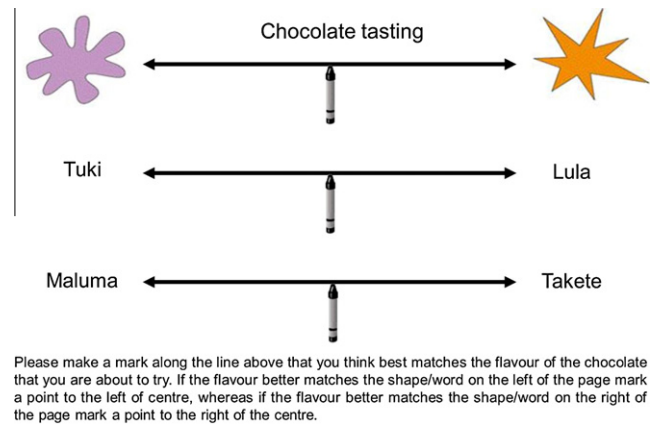 Chocolate tasting
Tuki
Lula
Maluma
Takete
Please make a mark along the line above that you think best matches the flavour of the chocolate
that you are about to try. If the flavour better matches the shape/word on the left of the page mark
a point to the left of centre, whereas if the flavour better matches the shape/word on the right of
the page mark a point to the right of the centre.